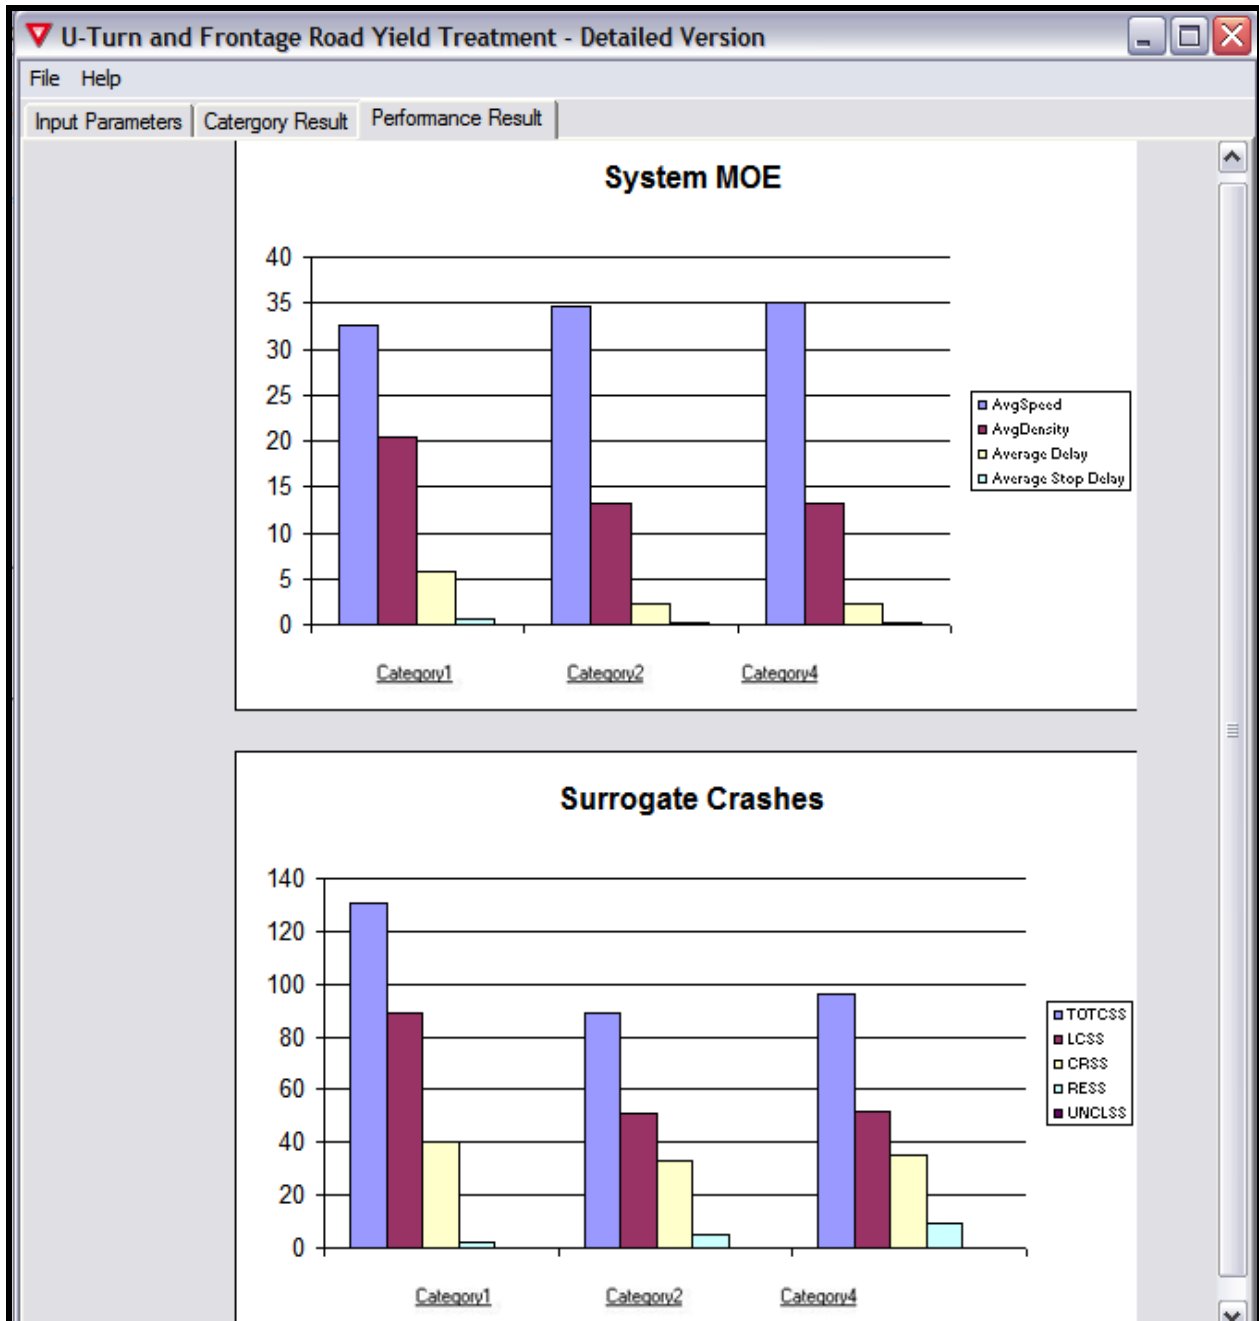 U-Turn and Frontage Road Yield Treatment - Detailed Version
File Help
Input Parameters Catergory Result Performance Result
System MOE
40
35
30
25
20
15
10
5
0
AvgSpeed
AvgDensity
Average Delay
Average Stop Delay
Category1 Category2 Category4
Surrogate Crashes
140
120
100
80
60
40
20
0
TOTCSS
LCSS
CRSS
RESS
UNCLSS
Category1 Category2 Category4